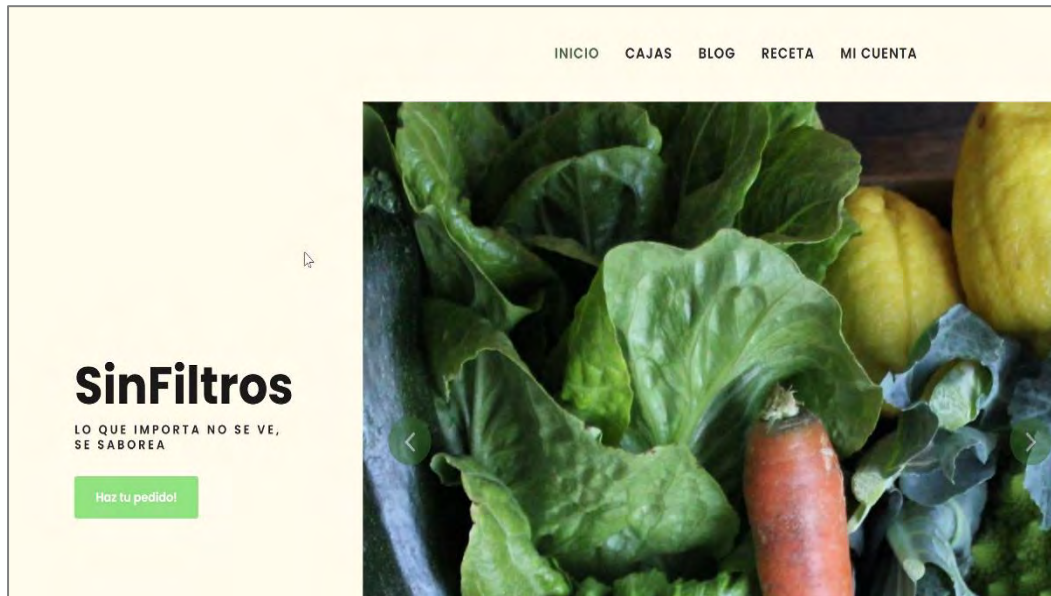 INICIO CAJAS BLOG RECETA MI CUENTA
SinFiltros
LO QUE IMPORTA NO SE VE,
SE SABOREA
Haz tu pedido!